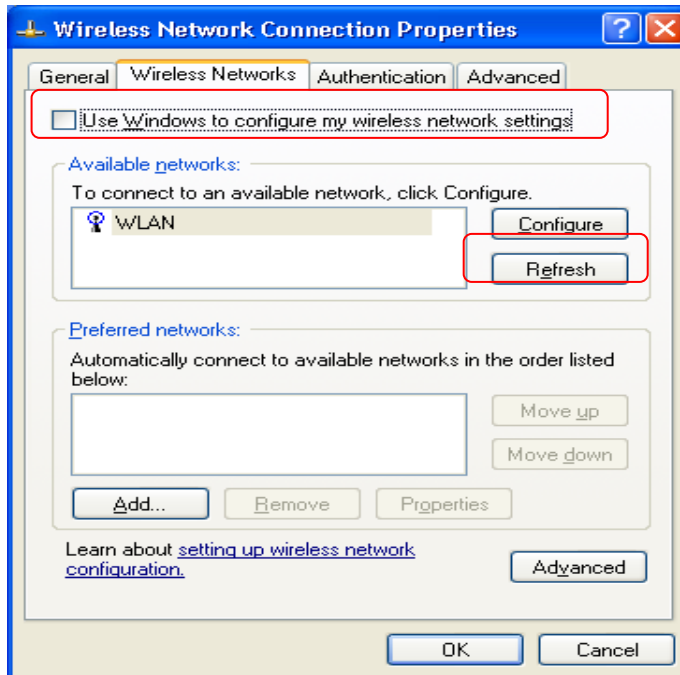 Wireless Network Connection Properties
General Wireless Networks Authentication Advanced
Use Windows to configure my wireless network settings
Available networks:
To connect to an available network, click Configure.
WLAN
Configure
Refresh
Preferred networks:
Automatically connect to available networks in the order listed
below:
Move up
Move down
Add... Remove Properties
Learn about setting up wireless network
configuration.
Advanced
OK Cancel